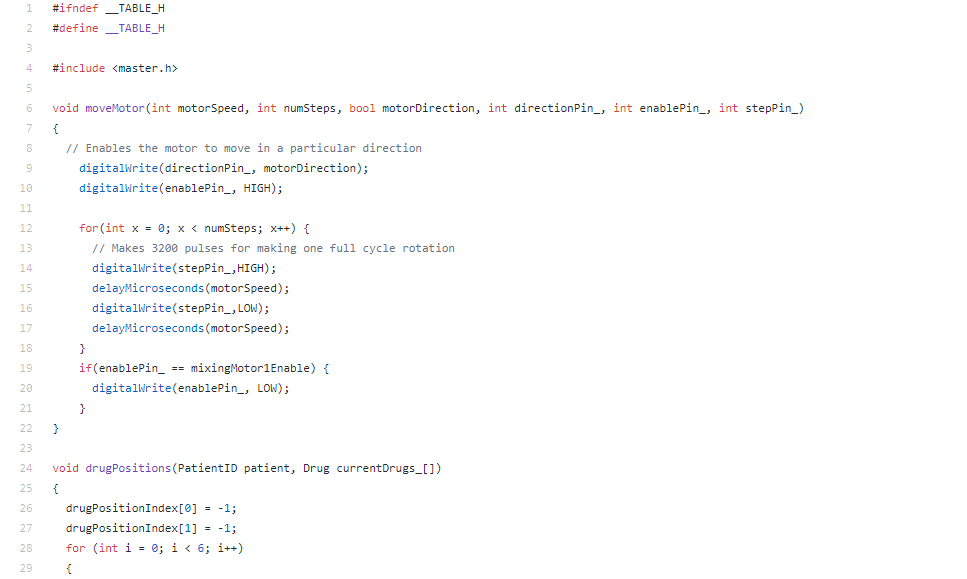 1 #ifndef __TABLE_H
2 #define __TABLE_H
3
4 #include <master.h>
5
6 void moveMotor(int motorSpeed, int numSteps, bool motorDirection, int directionPin_, int enablePin_, int stepPin_)
7 {
8   // Enables the motor to move in a particular direction
9     digitalWrite(directionPin_, motorDirection);
10     digitalWrite(enablePin_, HIGH);
11
12     for(int x = 0; x < numSteps; x++) {
13       // Makes 3200 pulses for making one full cycle rotation
14       digitalWrite(stepPin_,HIGH);
15       delayMicroseconds(motorSpeed);
16       digitalWrite(stepPin_,LOW);
17       delayMicroseconds(motorSpeed);
18     }
19     if(enablePin_ == mixingMotor1Enable) {
20       digitalWrite(enablePin_, LOW);
21     }
22 }
23
24 void drugPositions(PatientID patient, Drug currentDrugs_[])
25 {
26   drugPositionIndex[0] = -1;
27   drugPositionIndex[1] = -1;
28   for (int i = 0; i < 6; i++)
29   {